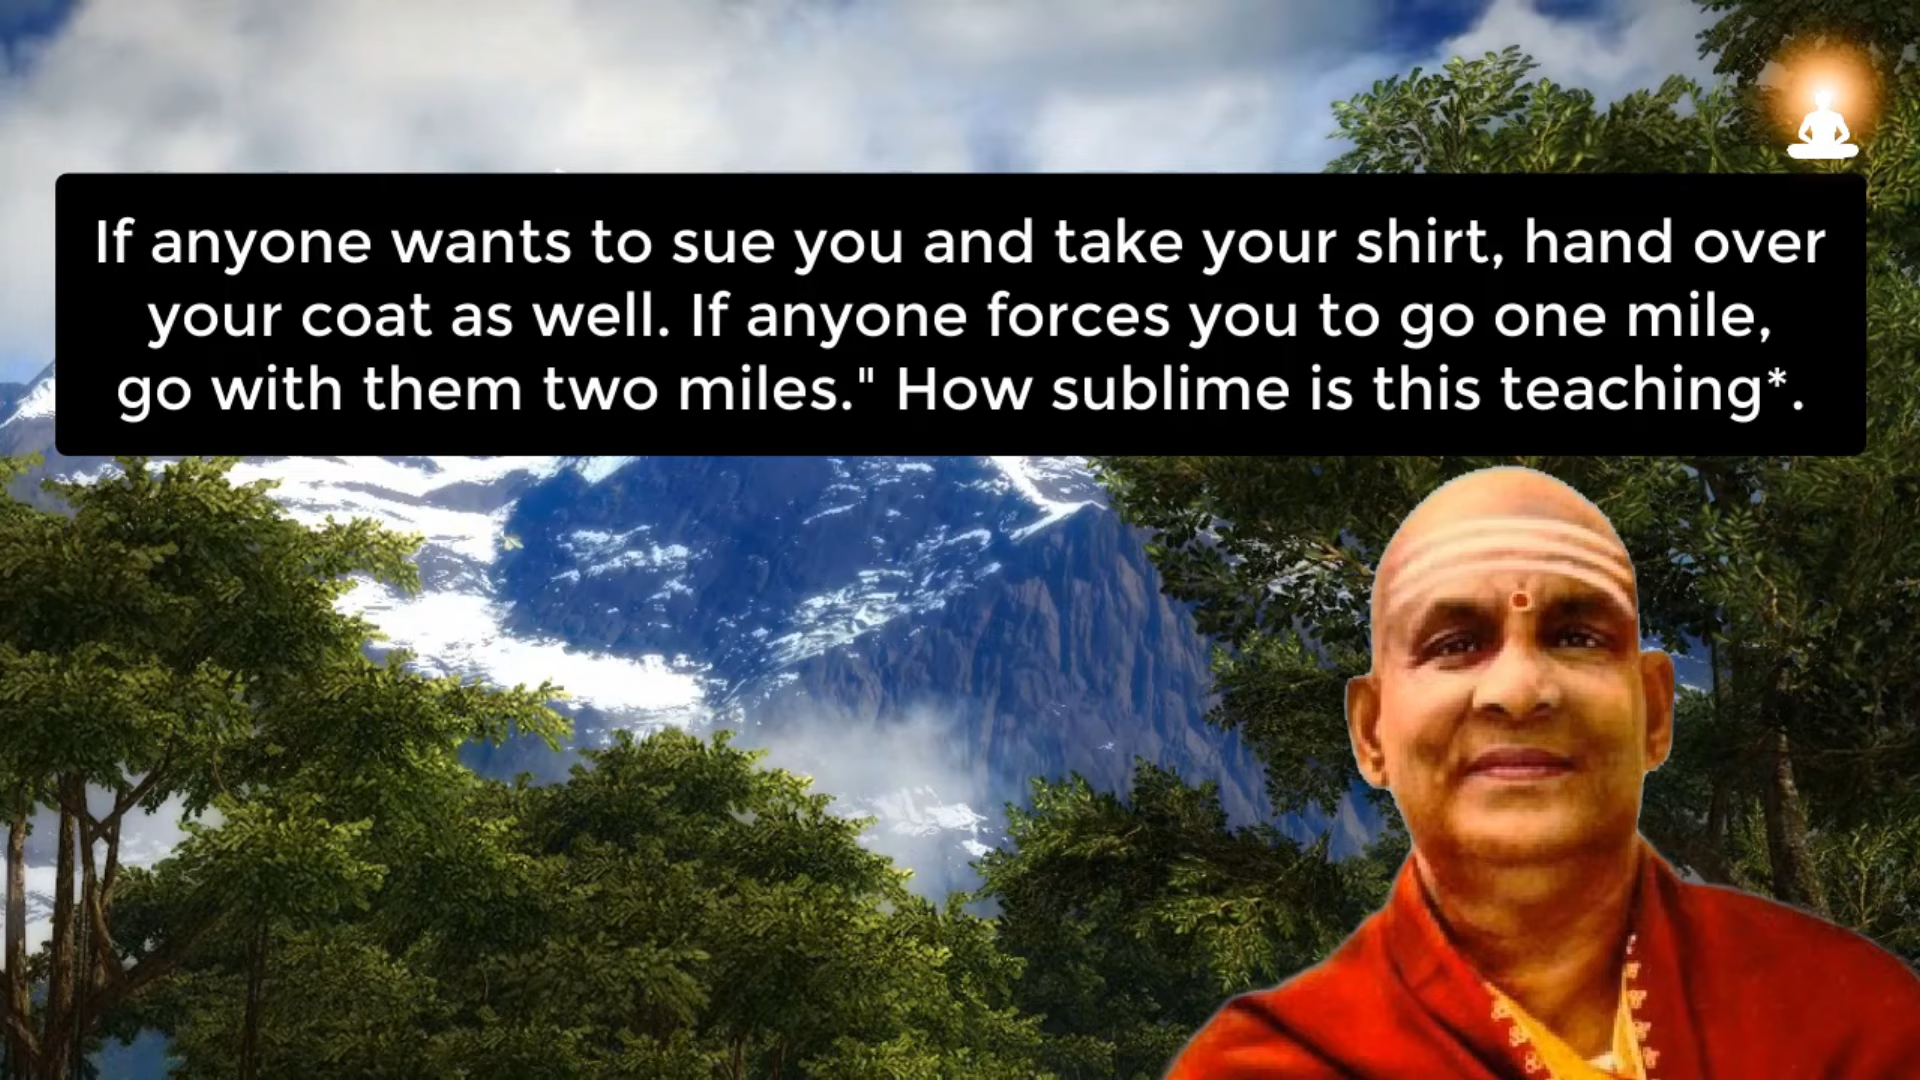 If anyone wants to sue you and take your shirt, hand over
your coat as well. If anyone forces you to go one mile,
go with them two miles." How sublime is this teaching*.